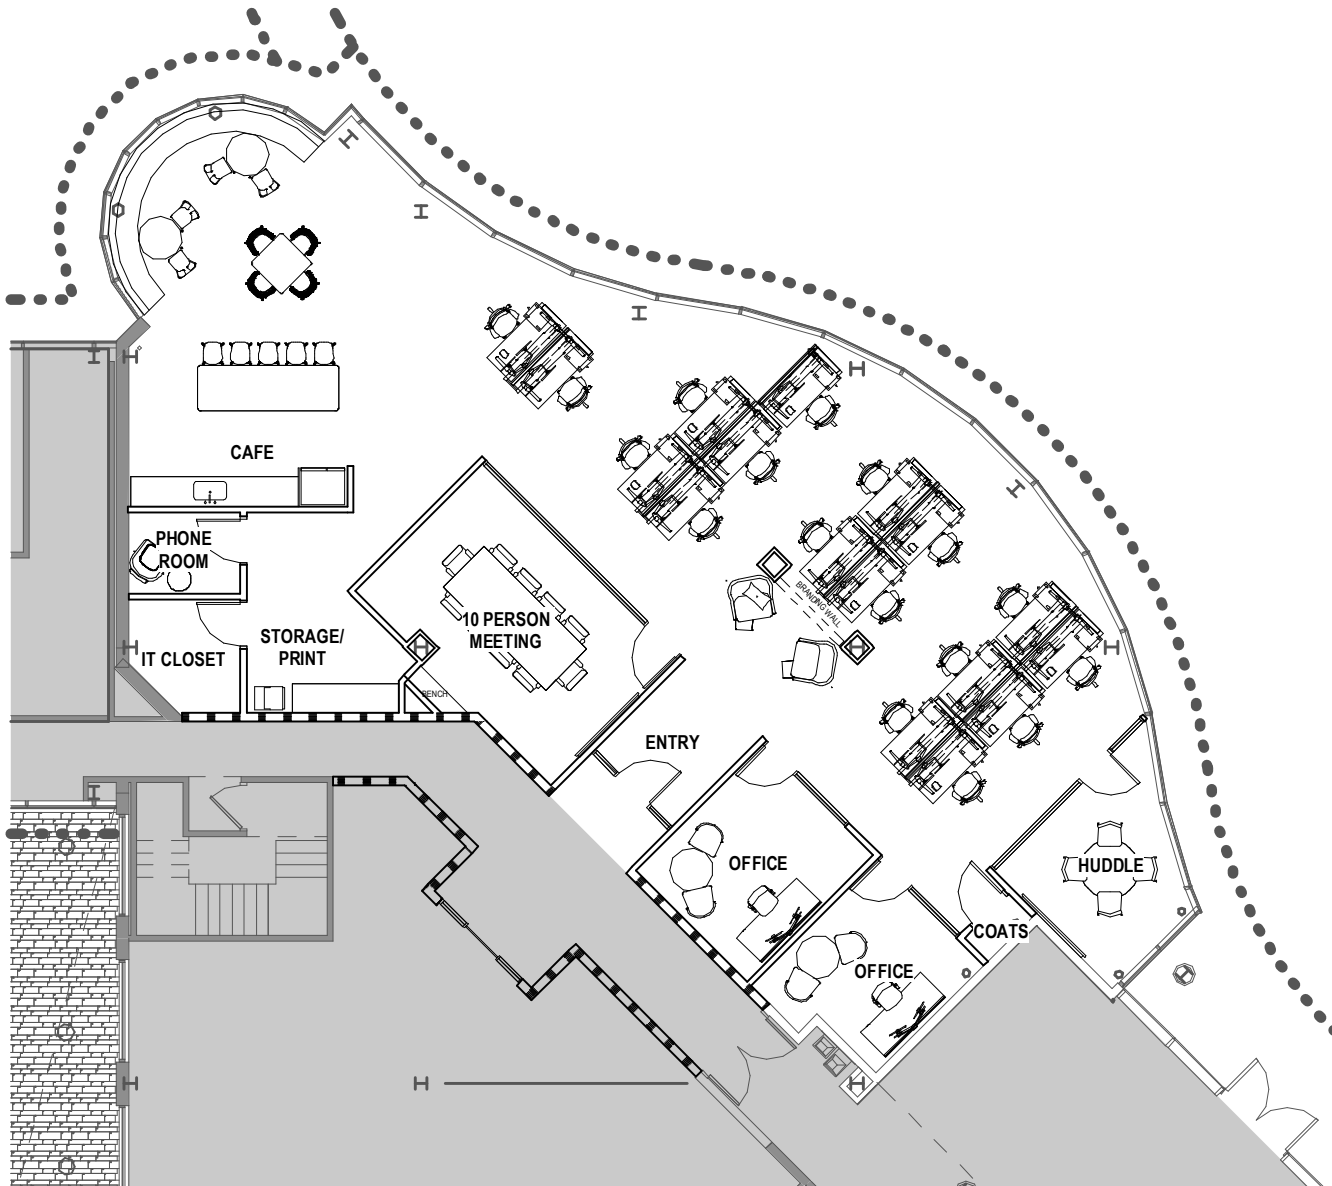 CAFE
PHONE
ROOM
BRANDING WALL
10 PERSON
MEETING
STORAGE/
PRINT
IT CLOSET
BENCH
ENTRY
OFFICE
HUDDLE
COATS
OFFICE